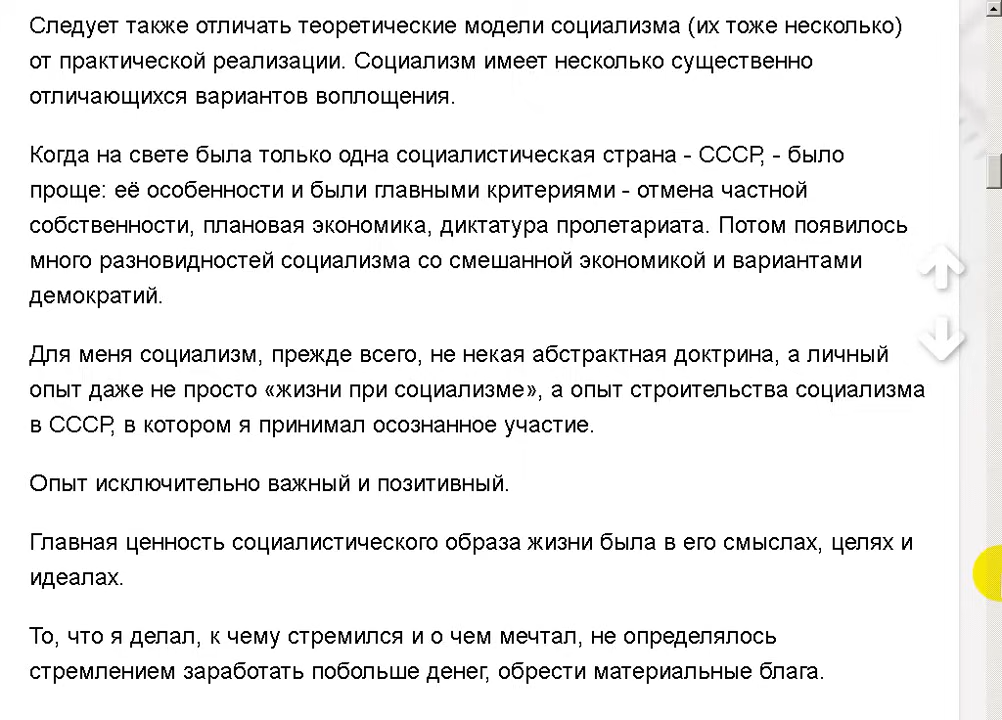 Следует также отличать теоретические модели социализма (их тоже несколько)
от практической реализации. Социализм имеет несколько существенно
отличающихся вариантов воплощения.
Когда на свете была только одна социалистическая страна - СССР, - было
проще: её особенности и были главными критериями - отмена частной
собственности, плановая экономика, диктатура пролетариата. Потом появилось
много разновидностей социализма со смешанной экономикой и вариантами
демократий.
Для меня социализм, прежде всего, не некая абстрактная доктрина, а личный
опыт даже не просто «жизни при социализме», а опыт строительства социализма
в СССР, в котором я принимал осознанное участие.
Опыт исключительно важный и позитивный.
Главная ценность социалистического образа жизни была в его смыслах, целях и
идеалах.
То, что я делал, к чему стремился и о чем мечтал, не определялось
стремлением заработать побольше денег, обрести материальные блага.